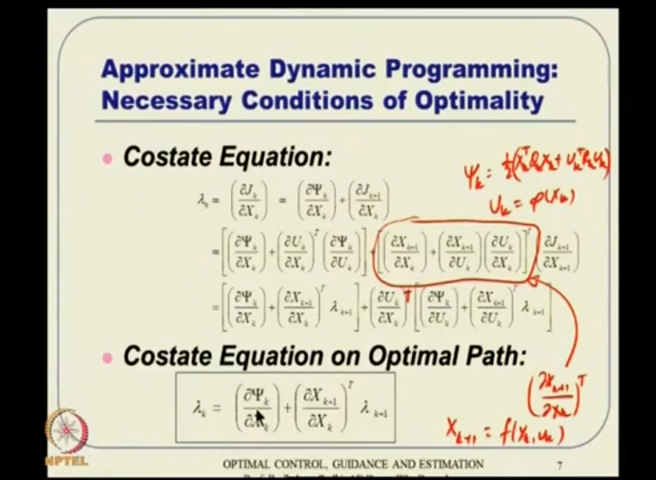 Approximate Dynamic Programming:
Necessary Conditions of Optimality
Costate Equation:
Ψ_k = ½(X_k^T Q_k X_k + U_k^T R_k U_k)
U_k = φ(X_k)
λ_k = (∂J_k/∂X_k) = (∂Ψ_k/∂X_k) + (∂J_{k+1}/∂X_k)
= [(∂Ψ_k/∂X_k) + (∂U_k/∂X_k)^T (∂Ψ_k/∂U_k)] + [(∂X_{k+1}/∂X_k) + (∂X_{k+1}/∂U_k)(∂U_k/∂X_k)]^T (∂J_{k+1}/∂X_{k+1})
= [(∂Ψ_k/∂X_k) + (∂X_{k+1}/∂X_k)^T λ_{k+1}] + (∂U_k/∂X_k)^T [(∂Ψ_k/∂U_k) + (∂X_{k+1}/∂U_k)^T λ_{k+1}]
Costate Equation on Optimal Path:
λ_k = (∂Ψ_k/∂X_k) + (∂X_{k+1}/∂X_k)^T λ_{k+1}
(∂X_{k+1}/∂X_k)^T
X_{k+1} = f(X_k, U_k)
NPTEL
OPTIMAL CONTROL, GUIDANCE AND ESTIMATION
7